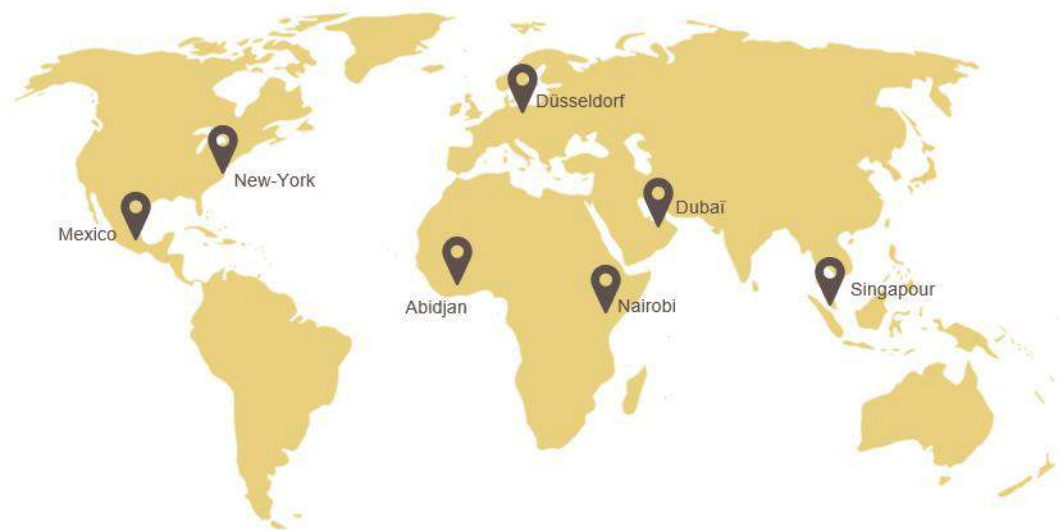 Düsseldorf
New-York
Dubaï
Mexico
Singapour
Abidjan
Nairobi